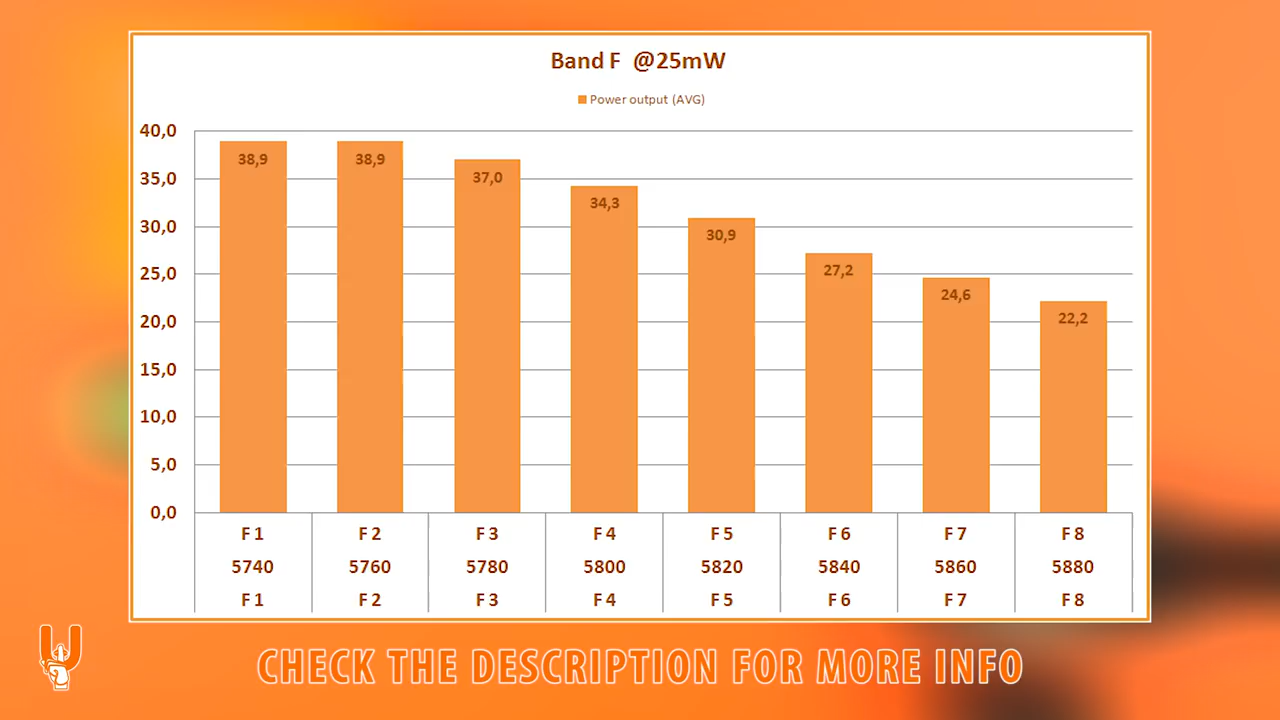 Band F @25mW
Power output (AVG)
40,0
35,0
30,0
25,0
20,0
15,0
10,0
5,0
0,0
38,9
38,9
37,0
34,3
30,9
27,2
24,6
22,2
F 1 F 2 F 3 F 4 F 5 F 6 F 7 F 8
5740 5760 5780 5800 5820 5840 5860 5880
F 1 F 2 F 3 F 4 F 5 F 6 F 7 F 8
CHECK THE DESCRIPTION FOR MORE INFO